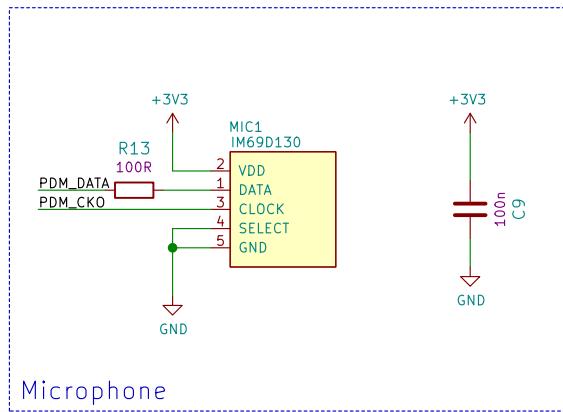 +3V3
+3V3
MIC1
IM69D130
R13
100R
2 VDD
PDM_DATA
1 DATA
PDM_CKO
3 CLOCK
4 SELECT
5 GND
100n
C9
GND
GND
Microphone